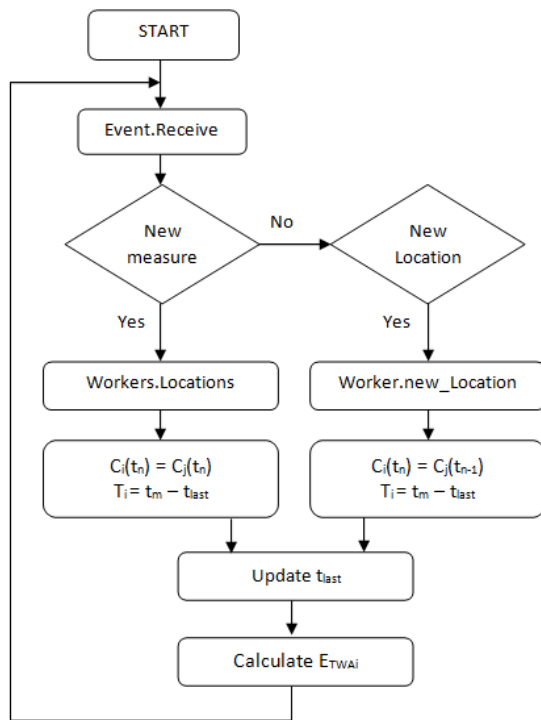 START
Event.Receive
New
measure
No
New
Location
Yes
Yes
Workers.Locations
Worker.new_Location
Cᵢ(tₙ) = Cⱼ(tₙ)
Tᵢ = tₘ – tₗₐₛₜ
Cᵢ(tₙ) = Cⱼ(tₙ₋₁)
Tᵢ = tₘ – tₗₐₛₜ
Update tₗₐₛₜ
Calculate E_TWAi